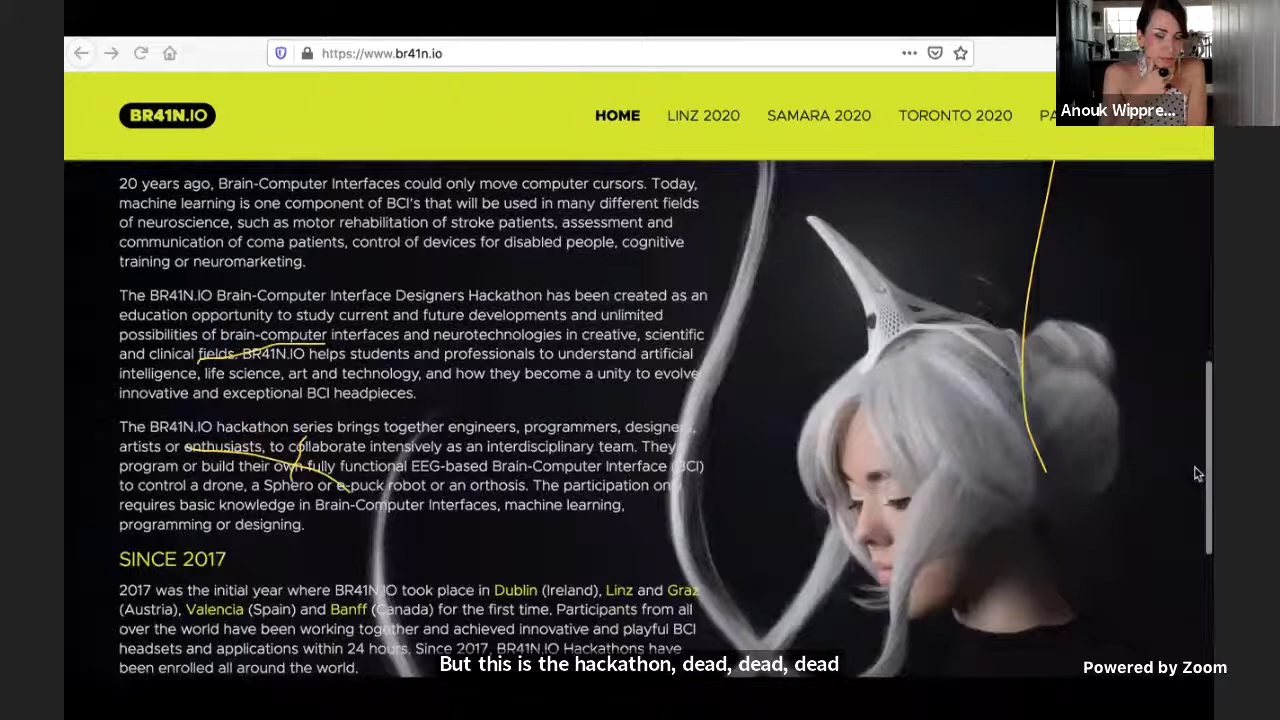 https://www.br41n.io
BR41N.IO
HOME
LINZ 2020
SAMARA 2020
TORONTO 2020
Anouk Wippre...
20 years ago, Brain-Computer Interfaces could only move computer cursors. Today,
machine learning is one component of BCI's that will be used in many different fields
of neuroscience, such as motor rehabilitation of stroke patients, assessment and
communication of coma patients, control of devices for disabled people, cognitive
training or neuromarketing.
The BR41N.IO Brain-Computer Interface Designers Hackathon has been created as an
education opportunity to study current and future developments and unlimited
possibilities of brain-computer interfaces and neurotechnologies in creative, scientific
and clinical fields. BR41N.IO helps students and professionals to understand artificial
intelligence, life science, art and technology, and how they become a unity to evolve
innovative and exceptional BCI headpieces.
The BR41N.IO hackathon series brings together engineers, programmers, designers,
artists or enthusiasts, to collaborate intensively as an interdisciplinary team. They
program or build their own fully functional EEG-based Brain-Computer Interface (BCI)
to control a drone, a Sphero or e-puck robot or an orthosis. The participation only
requires basic knowledge in Brain-Computer Interfaces, machine learning,
programming or designing.
SINCE 2017
2017 was the initial year where BR41N.IO took place in Dublin (Ireland), Linz and Graz
(Austria), Valencia (Spain) and Banff (Canada) for the first time. Participants from all
over the world have been working together and achieved innovative and playful BCI
headsets and applications within 24 hours. Since 2017, BR41N.IO Hackathons have
been enrolled all around the world.
But this is the hackathon, dead, dead, dead
Powered by Zoom